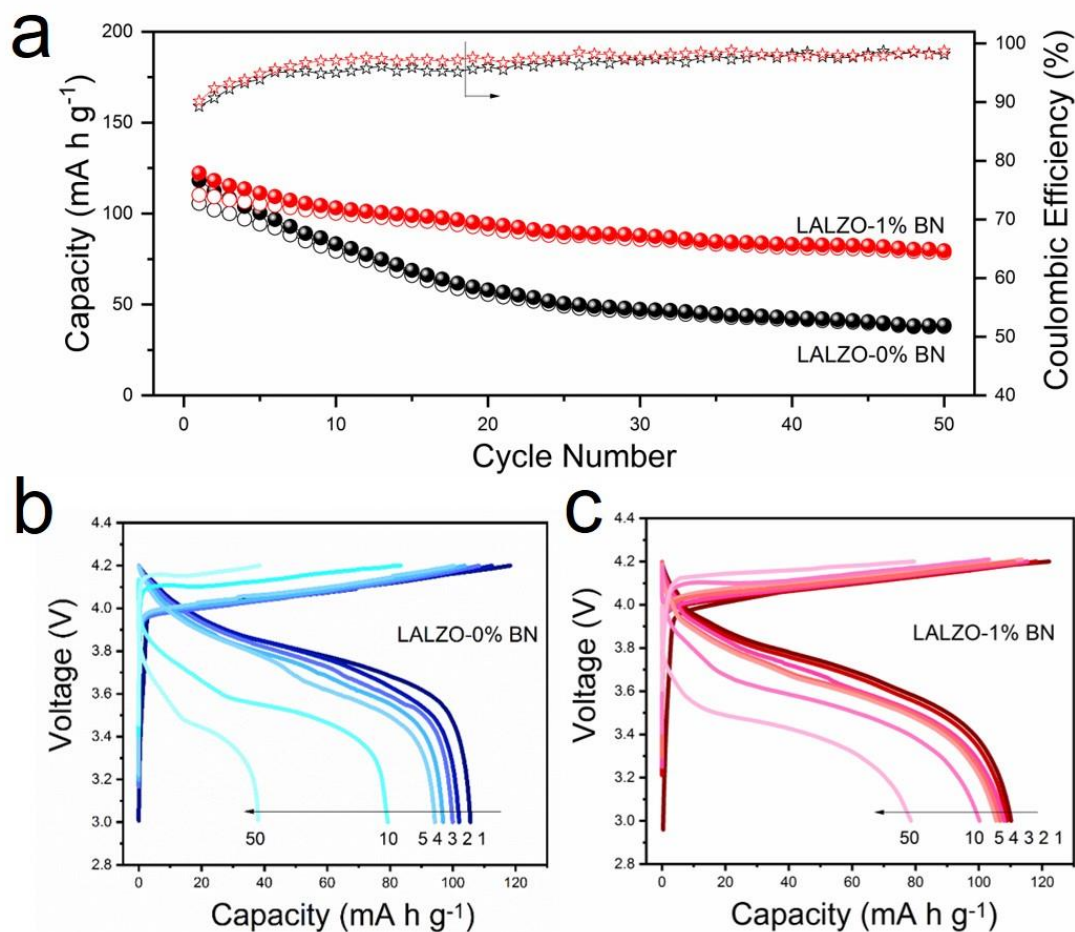 a
200
150
100
50
0
Capacity (mA h g⁻¹)
100
90
80
70
60
50
40
Coulombic Efficiency (%)
LALZO-1% BN
LALZO-0% BN
0 10 20 30 40 50
Cycle Number
b
4.4
4.2
4.0
3.8
3.6
3.4
3.2
3.0
2.8
Voltage (V)
LALZO-0% BN
50 10 5 4 3 2 1
0 20 40 60 80 100 120
Capacity (mA h g⁻¹)
c
4.4
4.2
4.0
3.8
3.6
3.4
3.2
3.0
2.8
Voltage (V)
LALZO-1% BN
50 10 5 4 3 2 1
0 20 40 60 80 100 120
Capacity (mA h g⁻¹)